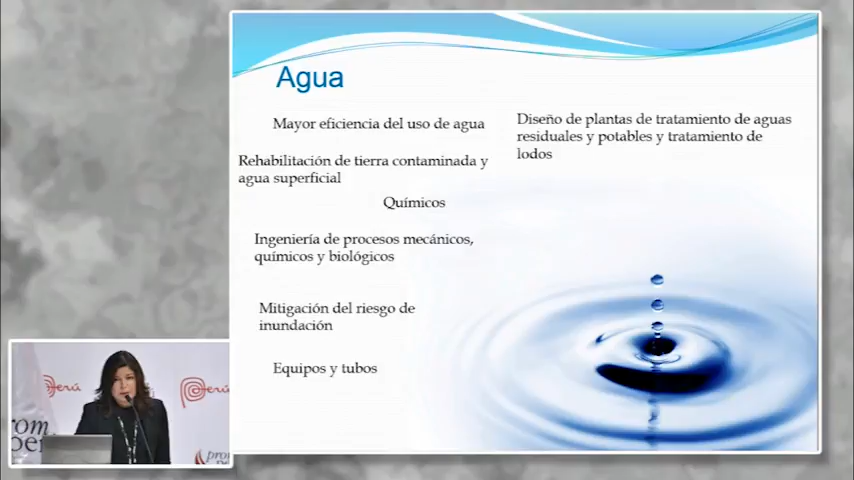 Agua
Mayor eficiencia del uso de agua
Rehabilitación de tierra contaminada y
agua superficial
Químicos
Ingeniería de procesos mecánicos,
químicos y biológicos
Mitigación del riesgo de
inundación
Equipos y tubos
Diseño de plantas de tratamiento de aguas
residuales y potables y tratamiento de
lodos
Perú
Perú